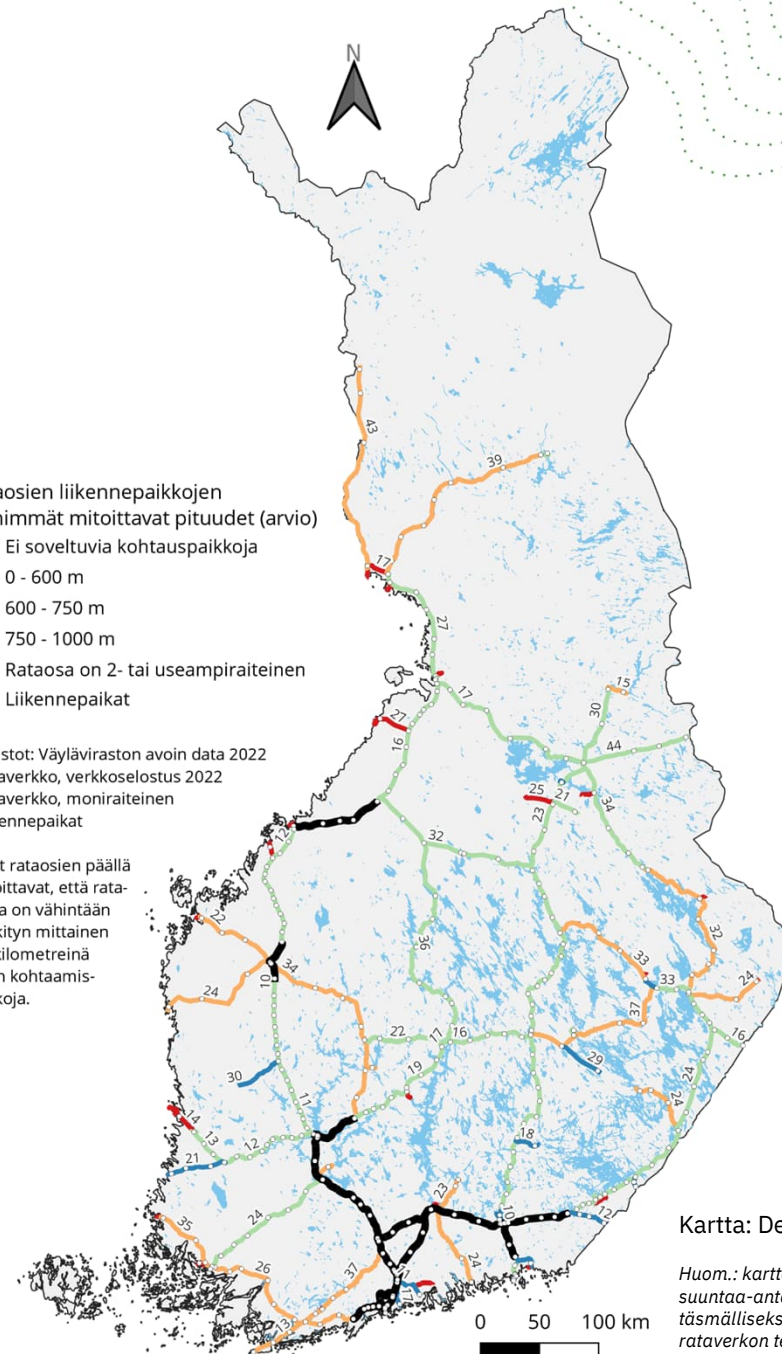 N
aosien liikennepaikkojen
immät mitoittavat pituudet (arvio)
Ei soveltuvia kohtauspaikkoja
0 - 600 m
600 - 750 m
750 - 1000 m
Rataosa on 2- tai useampiraiteinen
Liikennepaikat
stot: Väyläviraston avoin data 2022
averkko, verkkoselostus 2022
averkko, moniraiteinen
ennepaikat
t rataosien päällä
oittavat, että rata-
a on vähintään
kityn mittainen
kilometreinä
n kohtaamis-
koja.
43
39
17
27
17
15
30
44
27
16
25
21
23
34
12
32
22
36
32
34
33
33
24
10
24
37
16
22
17
16
29
24
30
19
24
11
14
13
12
18
21
23
10
12
35
24
26
37
24
17
13
Kartta: De
Huom.: kartt
suuntaa-anto
täsmälliseks
rataverkon te
0 50 100 km